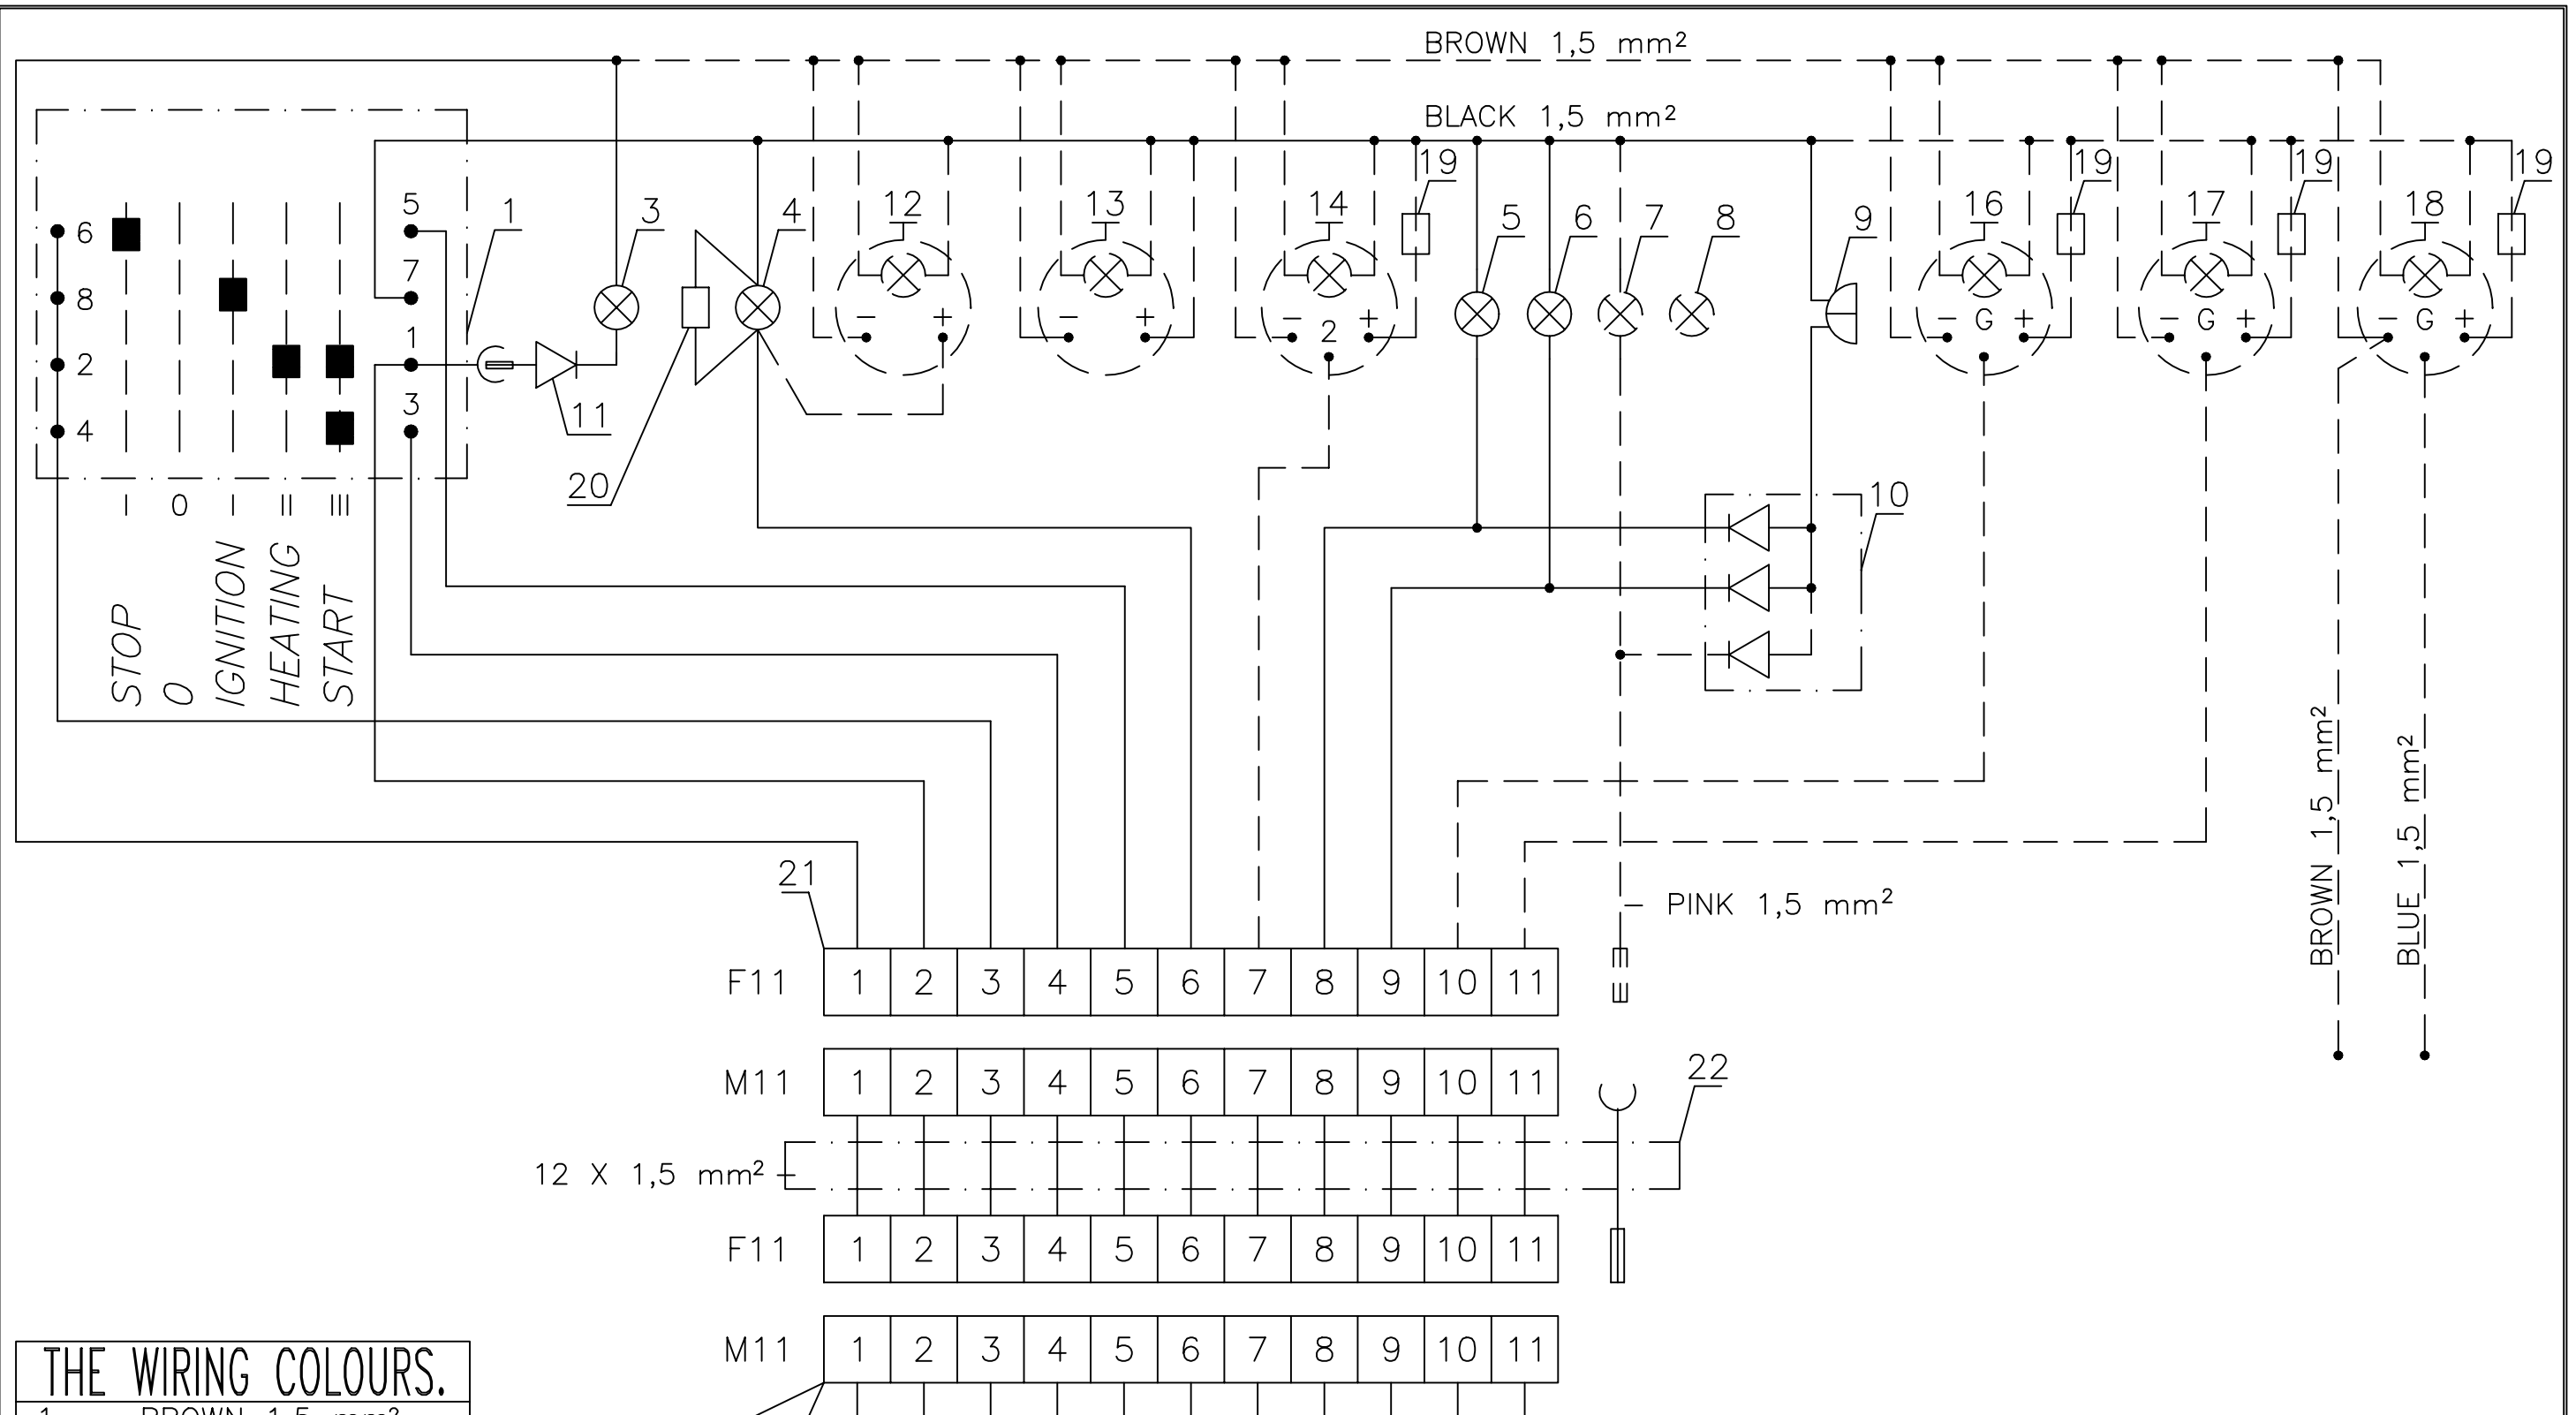 BROWN 1,5 mm²
BLACK 1,5 mm²
19 19 19 19
5 1 3 4 12 13 14 5 6 7 8 9 16 17 18
6
7
8
- + - + - 2 + - G + - G + - G +
1
2
11
3
4
20
10
I 0 I II III
STOP
0
IGNITION
HEATING
START
BROWN 1,5 mm²
BLUE 1,5 mm²
21
PINK 1,5 mm²
F11 1 2 3 4 5 6 7 8 9 10 11
M11 1 2 3 4 5 6 7 8 9 10 11
22
12 X 1,5 mm²
F11 1 2 3 4 5 6 7 8 9 10 11
M11 1 2 3 4 5 6 7 8 9 10 11
THE WIRING COLOURS.
1 BROWN 1,5 mm²